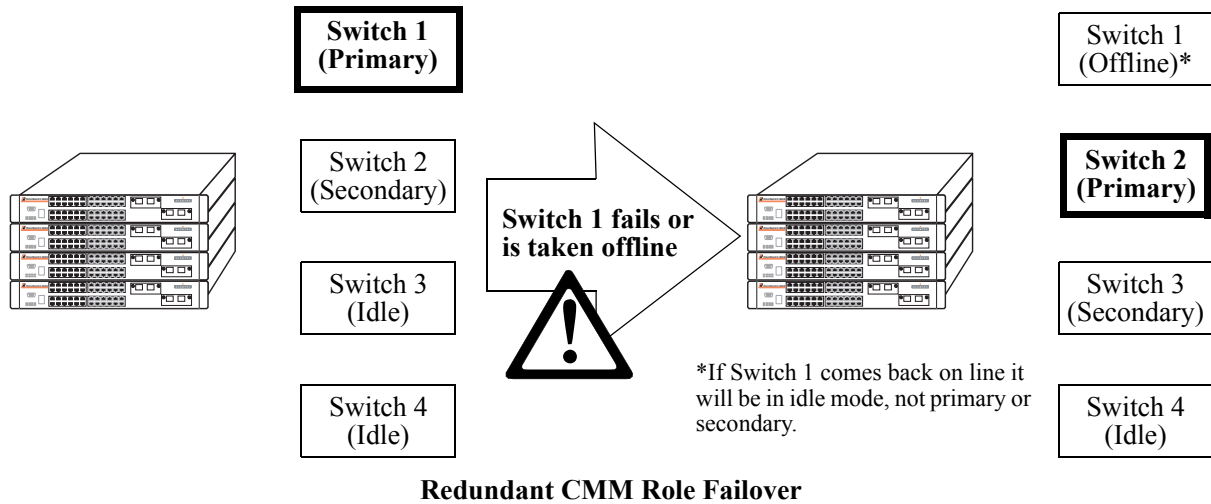 Switch 1
(Primary)
Switch 2
(Secondary)
Switch 3
(Idle)
Switch 4
(Idle)
Switch 1 fails or
is taken offline
!
Switch 1
(Offline)*
Switch 2
(Primary)
Switch 3
(Secondary)
Switch 4
(Idle)
*If Switch 1 comes back on line it
will be in idle mode, not primary or
secondary.
Redundant CMM Role Failover